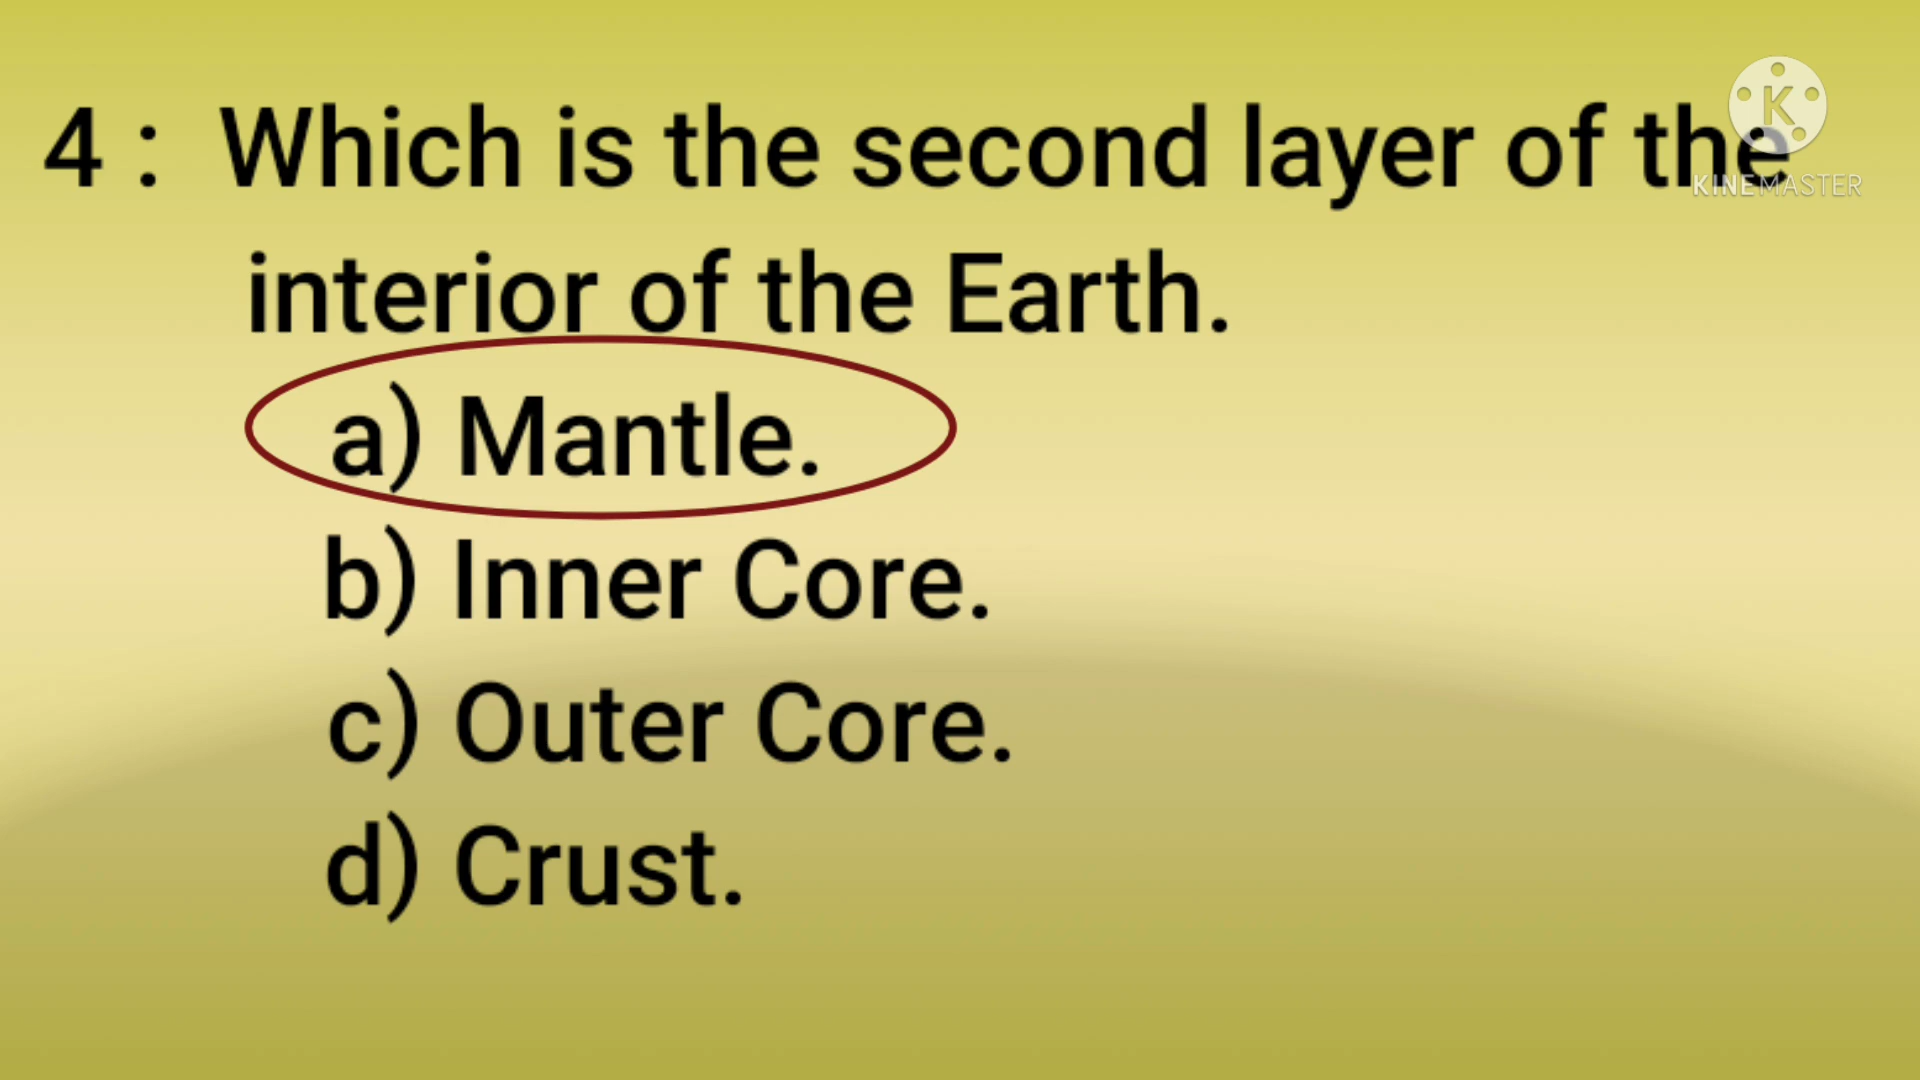 4 : Which is the second layer of the
interior of the Earth.
a) Mantle.
b) Inner Core.
c) Outer Core.
d) Crust.
K
KINEMASTER